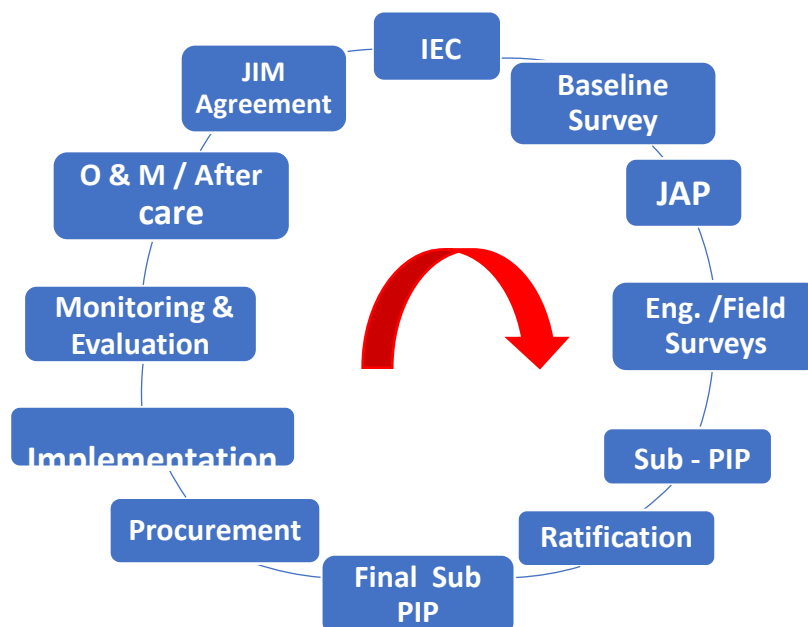 IEC
Baseline
Survey
JAP
Eng. /Field
Surveys
Sub - PIP
Ratification
Final Sub
PIP
Procurement
Implementation
Monitoring &
Evaluation
O & M / After
care
JIM
Agreement